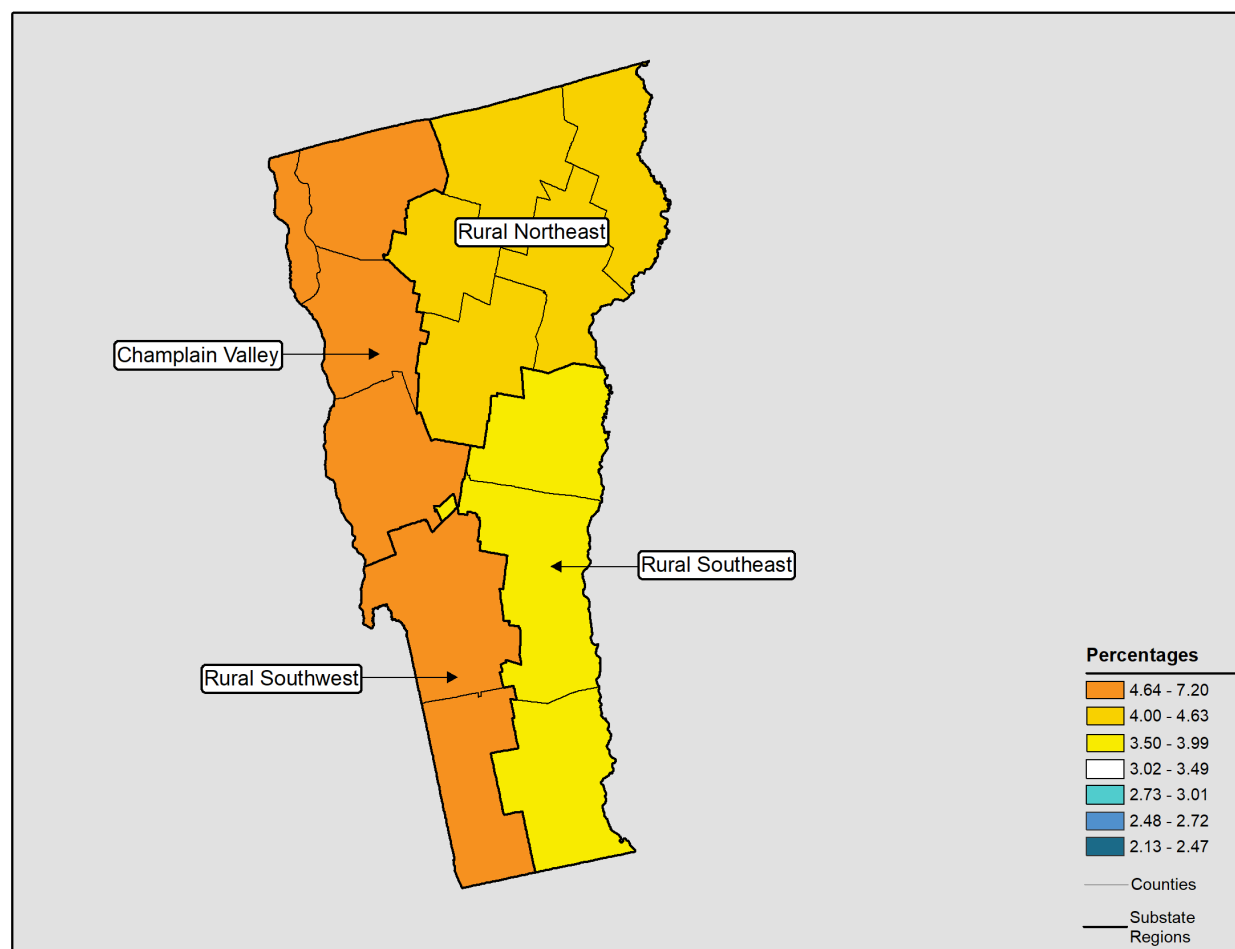 Rural Northeast
Champlain Valley
Rural Southeast
Rural Southwest
Percentages
4.64 - 7.20
4.00 - 4.63
3.50 - 3.99
3.02 - 3.49
2.73 - 3.01
2.48 - 2.72
2.13 - 2.47
Counties
Substate
Regions